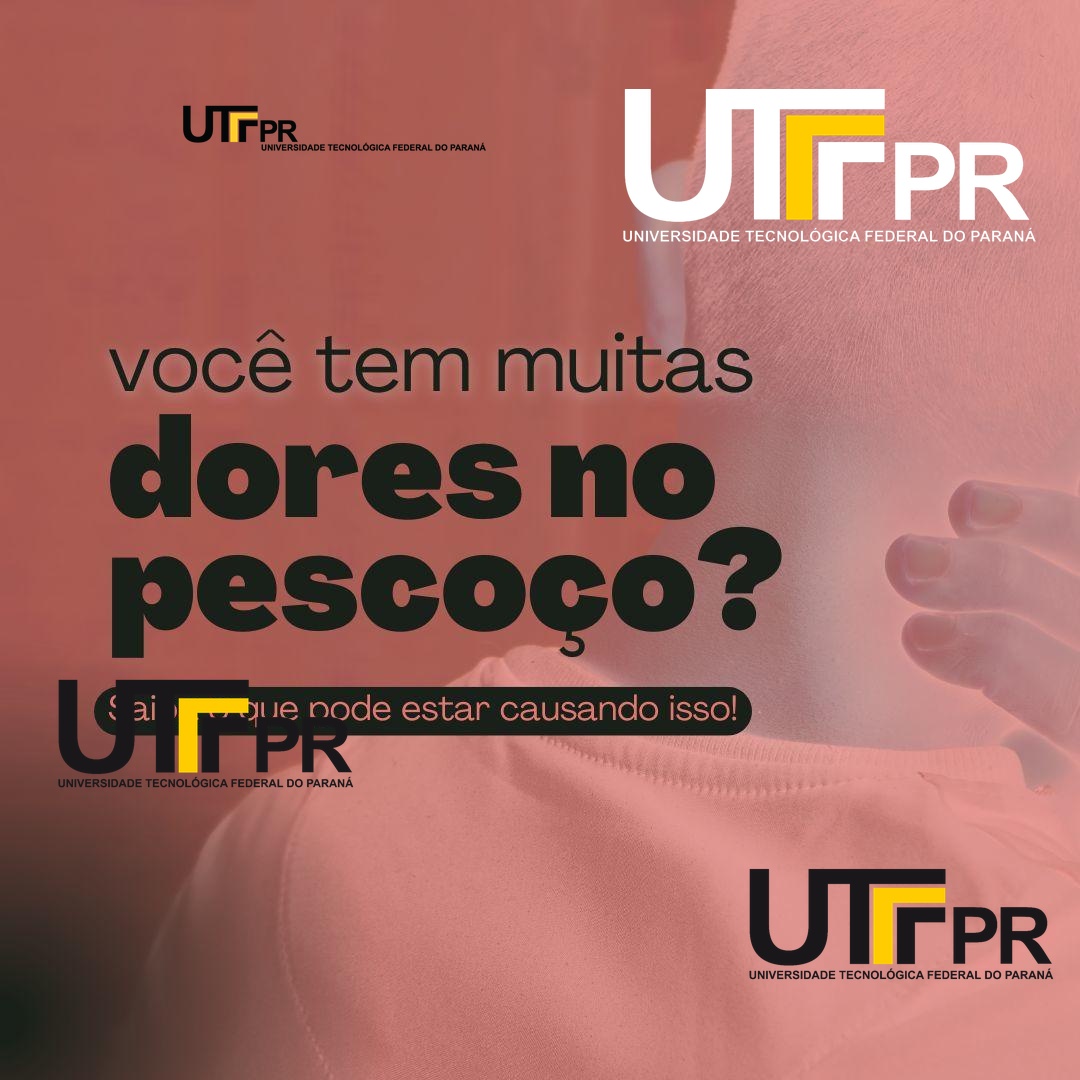 UTFPR
UNIVERSIDADE TECNOLÓGICA FEDERAL DO PARANÁ
UTFPR
UNIVERSIDADE TECNOLÓGICA FEDERAL DO PARANÁ
você tem muitas
dores no
pescoço?
que pode estar causando isso!
UTFPR
UNIVERSIDADE TECNOLÓGICA FEDERAL DO PARANÁ
UTFPR
UNIVERSIDADE TECNOLÓGICA FEDERAL DO PARANÁ